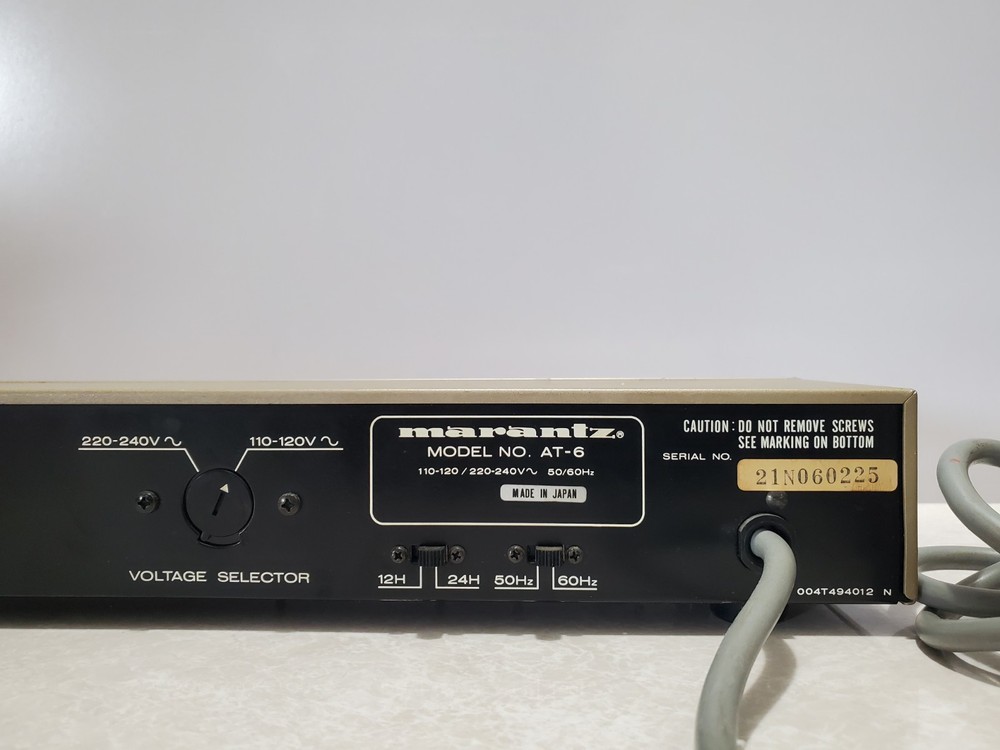 220-240V ∿
110-120V ∿
VOLTAGE SELECTOR
marantz®
MODEL NO. AT-6
110-120 / 220-240V∿ 50/60Hz
MADE IN JAPAN
12H
24H
50Hz
60Hz
CAUTION: DO NOT REMOVE SCREWS
SEE MARKING ON BOTTOM
SERIAL NO.
21N060225
004T494012 N